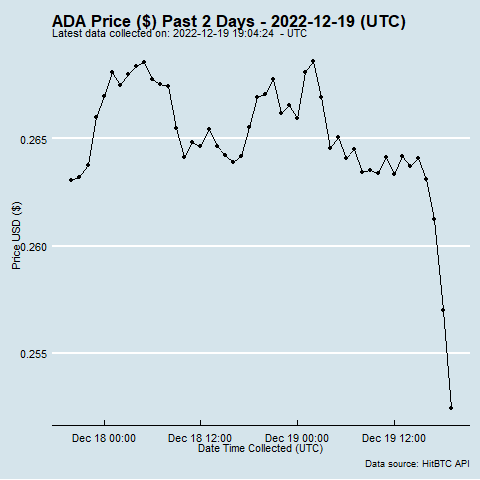 ADA Price ($) Past 2 Days - 2022-12-19 (UTC)
Latest data collected on: 2022-12-19 19:04:24 - UTC
0.265
0.260
0.255
Price USD ($)
Dec 18 00:00
Dec 18 12:00
Dec 19 00:00
Dec 19 12:00
Date Time Collected (UTC)
Data source: HitBTC API